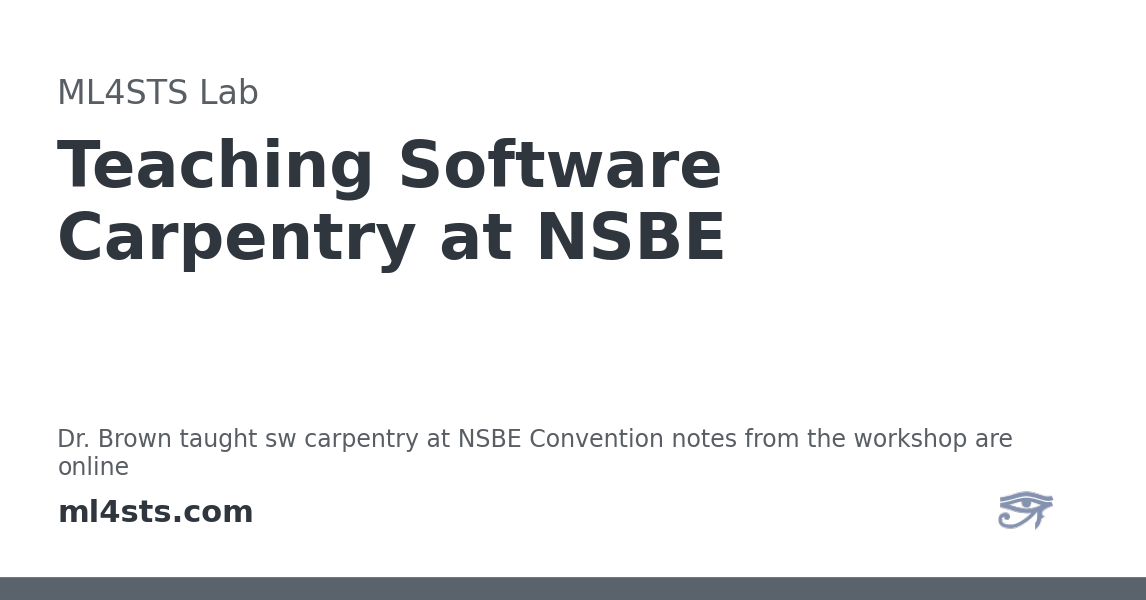 ML4STS Lab
Teaching Software
Carpentry at NSBE
Dr. Brown taught sw carpentry at NSBE Convention notes from the workshop are
online
ml4sts.com